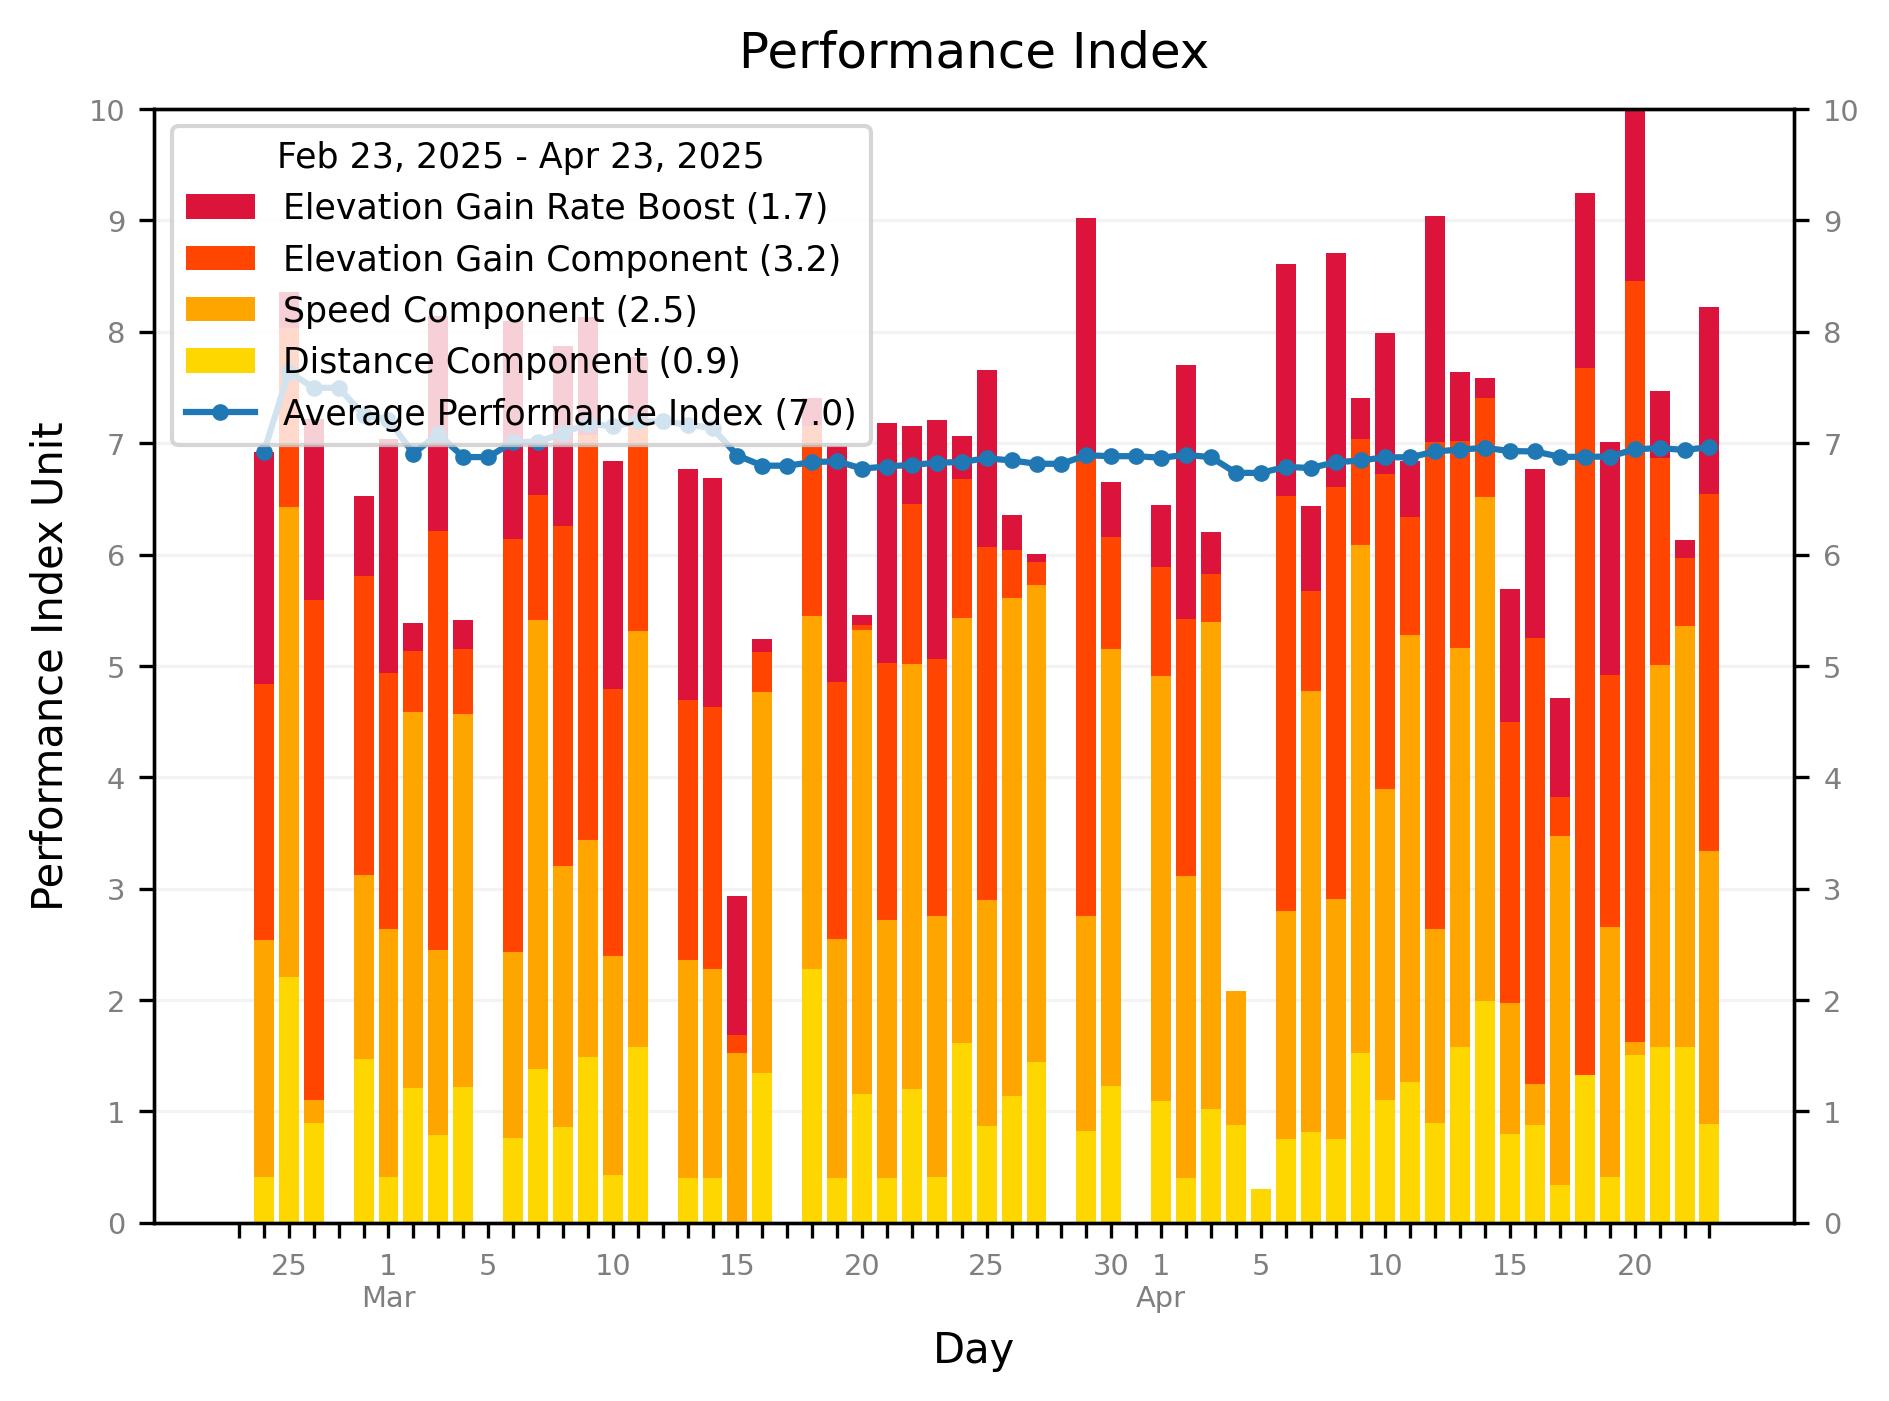 Performance Index
10
9
8
7
6
5
4
3
2
1
0
Performance Index Unit
Feb 23, 2025 - Apr 23, 2025
Elevation Gain Rate Boost (1.7)
Elevation Gain Component (3.2)
Speed Component (2.5)
Distance Component (0.9)
Average Performance Index (7.0)
10
9
8
7
6
5
4
3
2
1
0
25 1 5 10 15 20 25 30 1 5 10 15 20
Mar Apr
Day